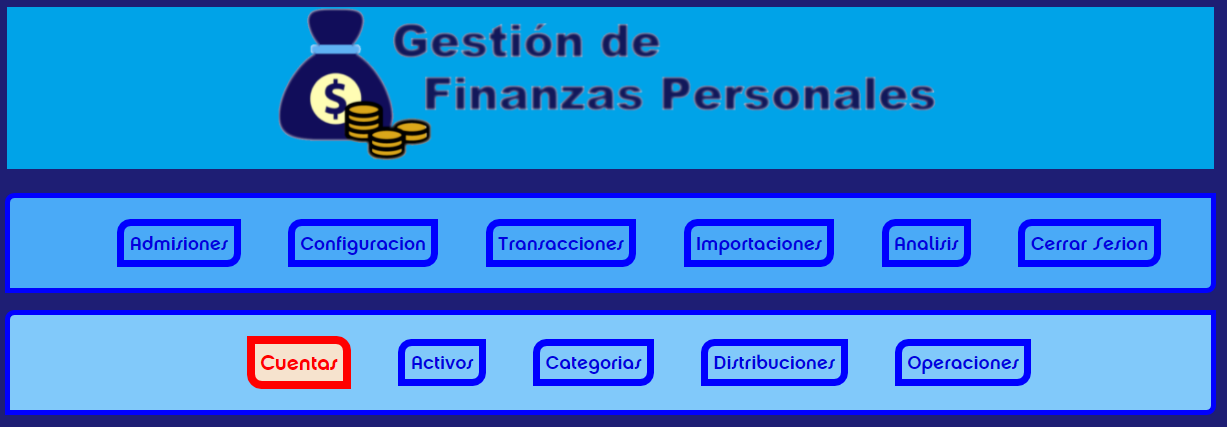 Gestión de
Finanzas Personales
$
Admisiones Configuracion Transacciones Importaciones Analisis Cerrar Sesion
Cuentas Activos Categorias Distribuciones Operaciones